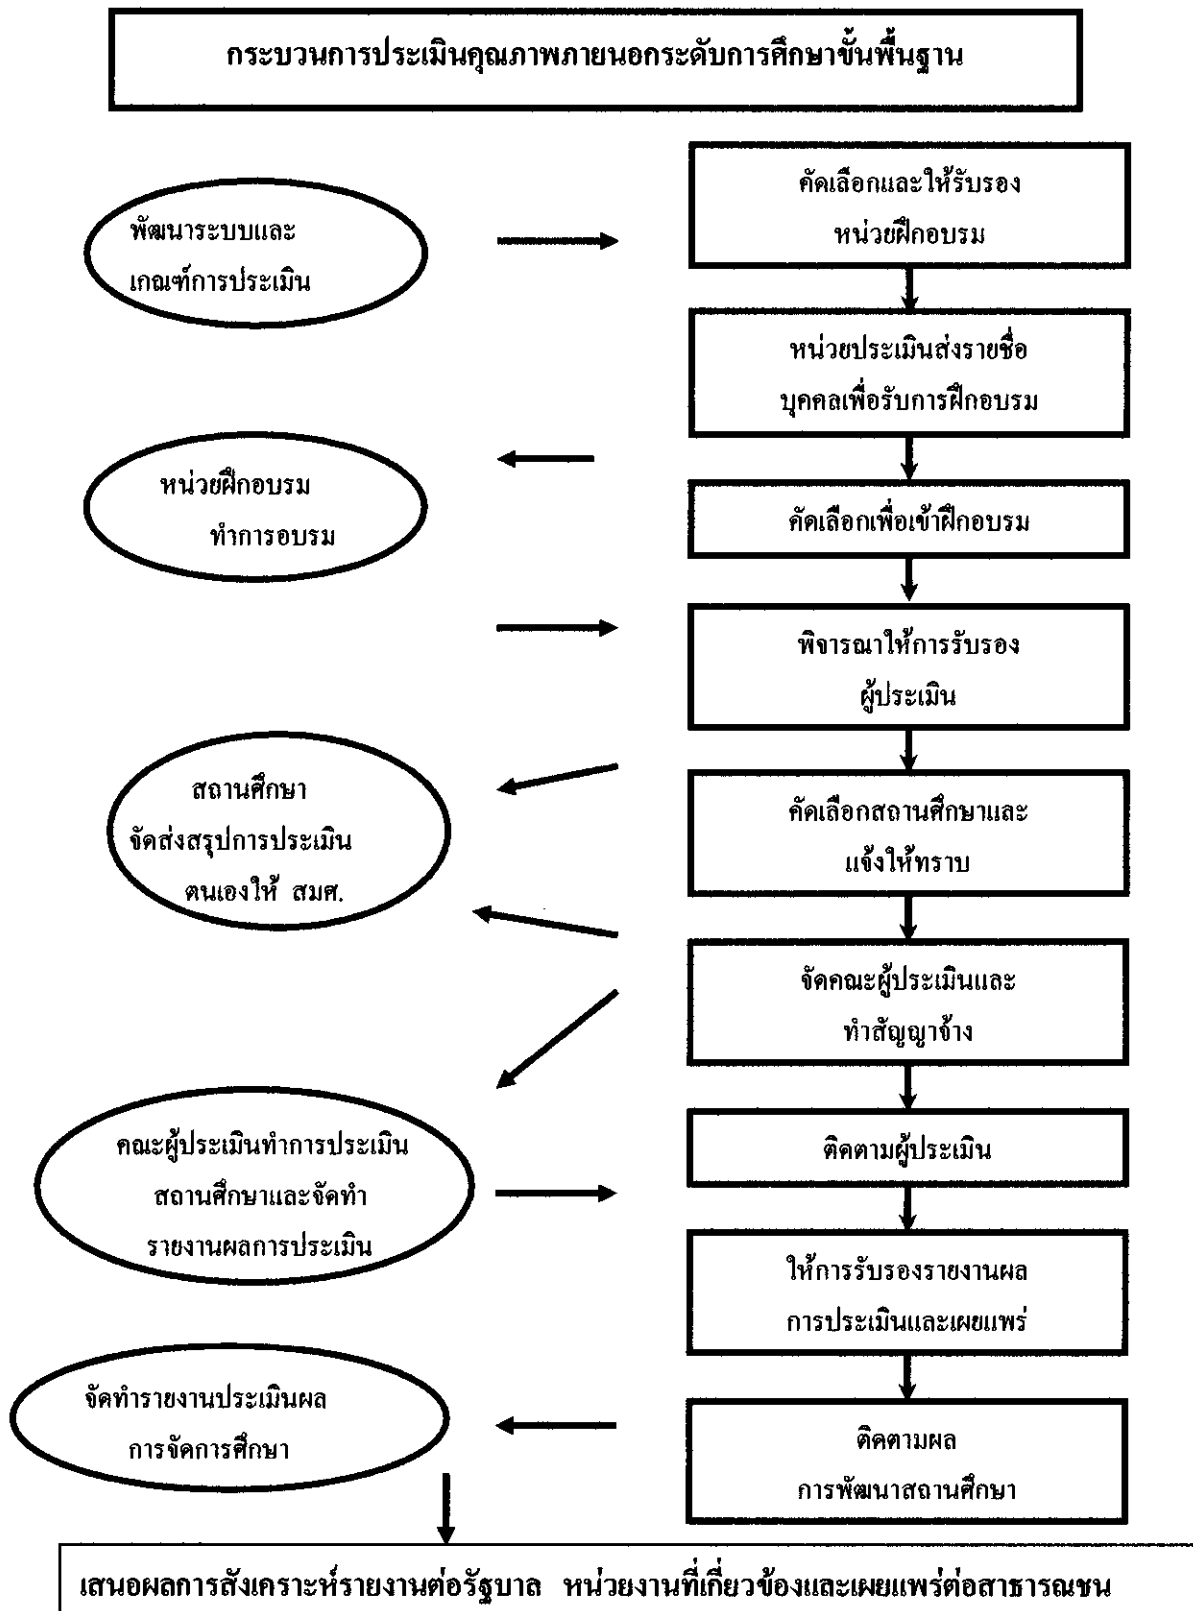 กระบวนการประเมินคุณภาพภายนอกระดับการศึกษาขั้นพื้นฐาน
คัดเลือกและให้รับรอง
หน่วยฝึกอบรม
พัฒนาระบบและ
เกณฑ์การประเมิน
หน่วยประเมินส่งรายชื่อ
บุคคลเพื่อรับการฝึกอบรม
หน่วยฝึกอบรม
ทำการอบรม
คัดเลือกเพื่อเข้าฝึกอบรม
พิจารณาให้การรับรอง
ผู้ประเมิน
สถานศึกษา
จัดส่งสรุปการประเมิน
ตนเองให้ สมศ.
คัดเลือกสถานศึกษาและ
แจ้งให้ทราบ
จัดคณะผู้ประเมินและ
ทำสัญญาจ้าง
คณะผู้ประเมินทำการประเมิน
สถานศึกษาและจัดทำ
รายงานผลการประเมิน
ติดตามผู้ประเมิน
ให้การรับรองรายงานผล
การประเมินและเผยแพร่
จัดทำรายงานประเมินผล
การจัดการศึกษา
ติดตามผล
การพัฒนาสถานศึกษา
เสนอผลการสังเคราะห์รายงานต่อรัฐบาล หน่วยงานที่เกี่ยวข้องและเผยแพร่ต่อสาธารณชน